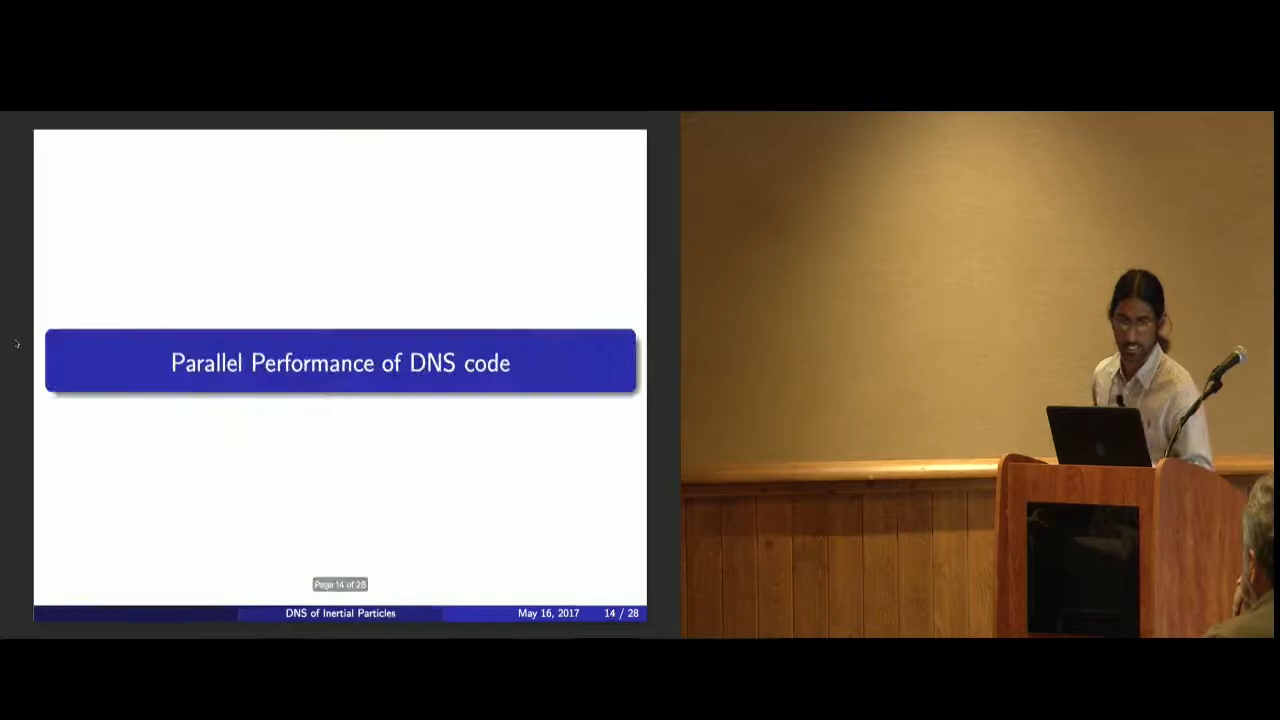 Parallel Performance of DNS code
Page 14 of 28
DNS of Inertial Particles May 16, 2017 14 / 28